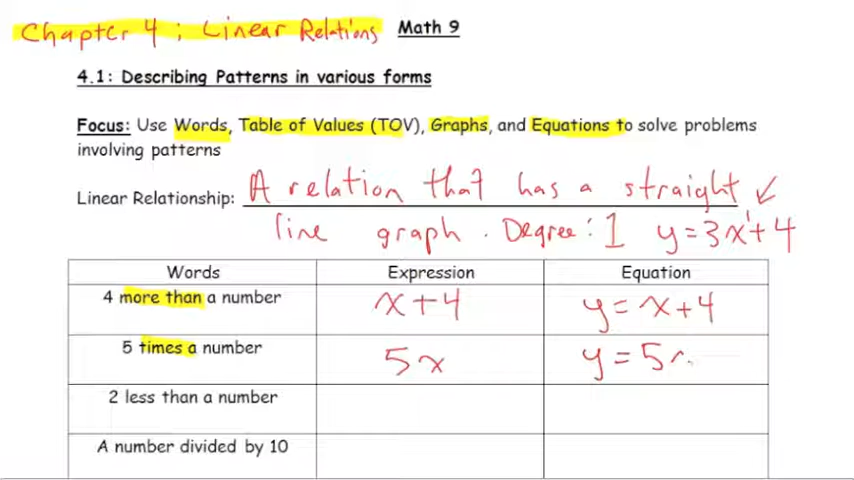 Chapter 4 : Linear Relations Math 9
4.1: Describing Patterns in various forms
Focus: Use Words, Table of Values (TOV), Graphs, and Equations to solve problems
involving patterns
Linear Relationship: A relation that has a straight
line graph. Degree: 1 y=3x¹+4
Words Expression Equation
4 more than a number x+4 y=x+4
5 times a number 5x y=5
2 less than a number
A number divided by 10